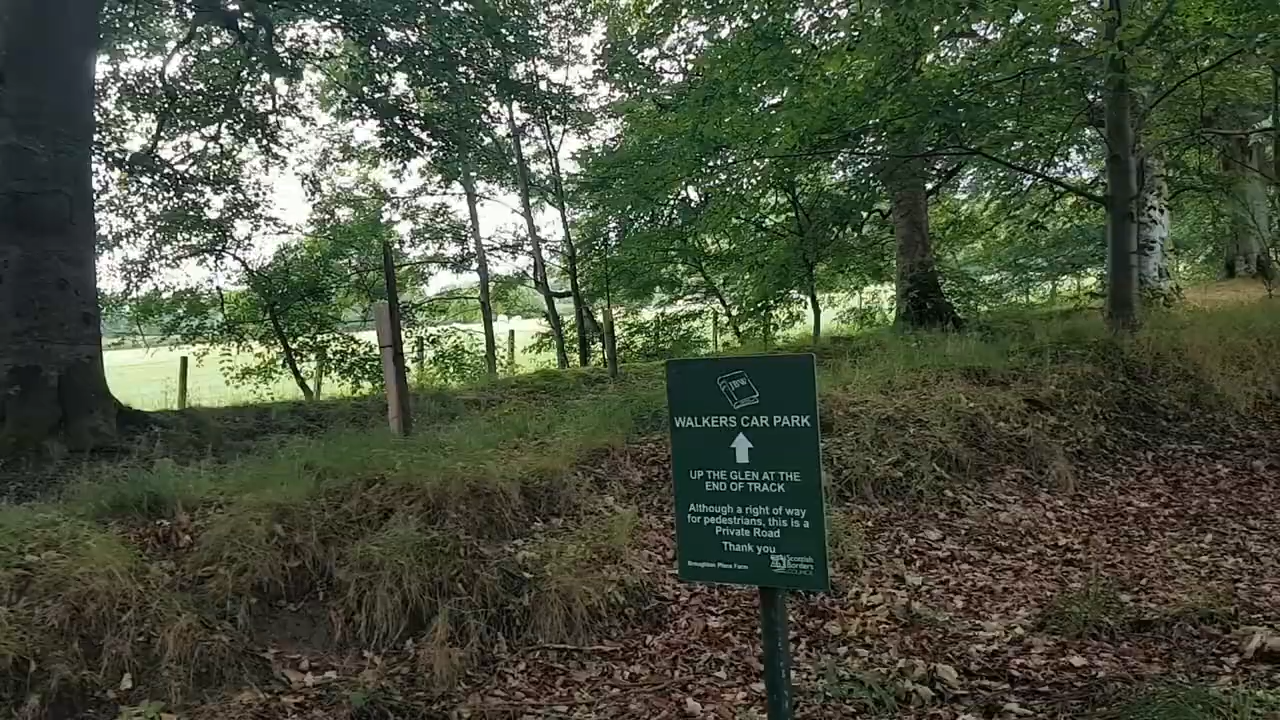 JBW
WALKERS CAR PARK
UP THE GLEN AT THE
END OF TRACK
Although a right of way
for pedestrians, this is a
Private Road
Thank you
Broughton Place Farm
Scottish
Borders
COUNCIL